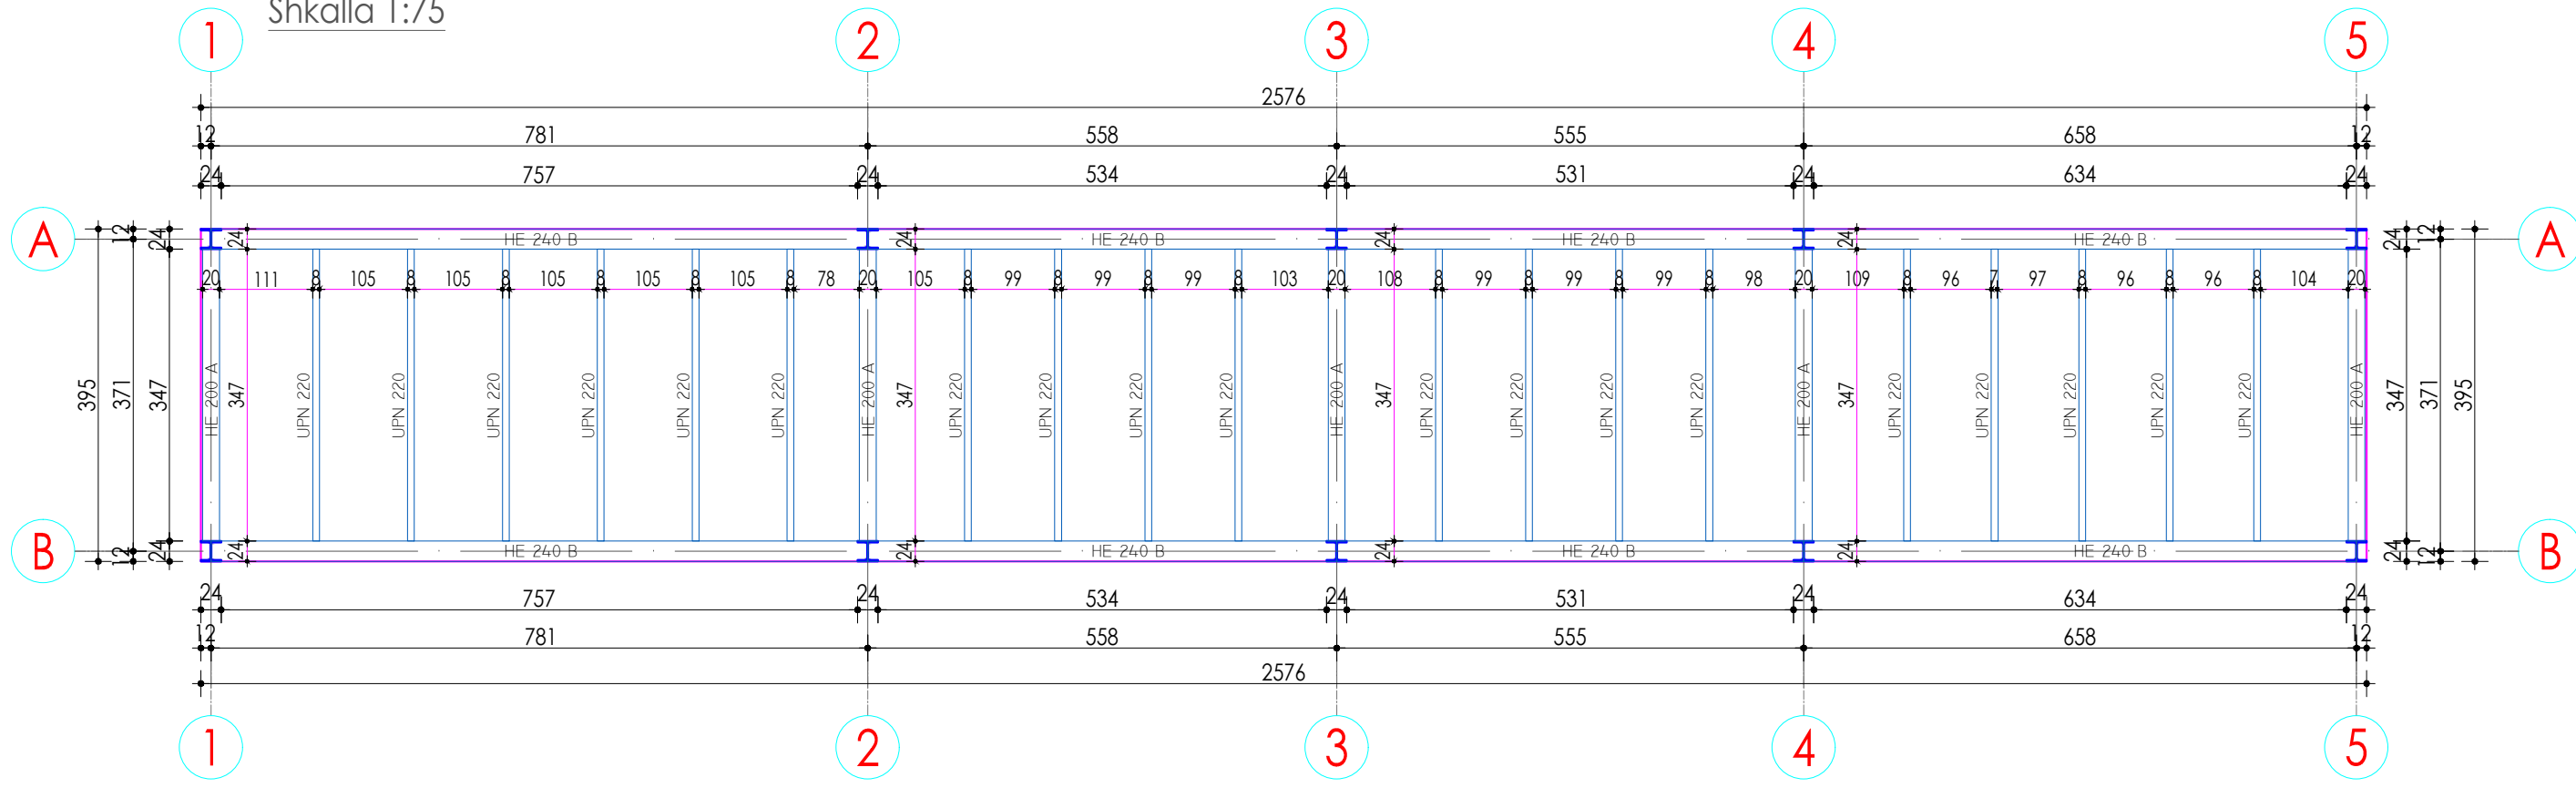 Shkalla 1:75
1 2 3 4 5
2576
12 781 558 555 658 12
24 757 24 534 24 531 24 634 24
A A
395 371 347 12 24 12 24
24 HE 240 B 24 HE 240 B 24 HE 240 B 24 HE 240 B
24 12 24 12 347 371 395
20 111 8 105 8 105 8 105 8 105 8 105 8 78 20 105 8 99 8 99 8 99 8 103 20 108 8 99 8 99 8 99 8 98 20 109 8 96 7 97 8 96 8 96 8 104 20
HE 200 A 347 UPN 220 UPN 220 UPN 220 UPN 220 UPN 220 UPN 220 HE 200 A 347 UPN 220 UPN 220 UPN 220 UPN 220 HE 200 A 347 UPN 220 UPN 220 UPN 220 UPN 220 HE 200 A 347 UPN 220 UPN 220 UPN 220 UPN 220 UPN 220 HE 200 A
B B
24 HE 240 B 24 HE 240 B 24 HE 240 B 24 HE 240 B
24 757 24 534 24 531 24 634 24
12 781 558 555 658 12
2576
1 2 3 4 5